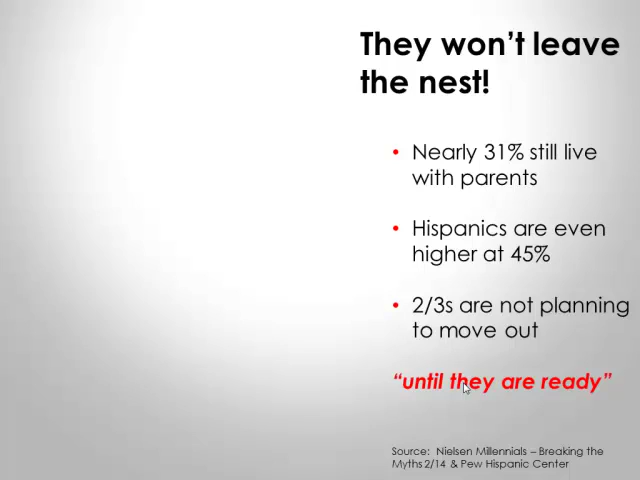 They won’t leave
the nest!
• Nearly 31% still live
with parents
• Hispanics are even
higher at 45%
• 2/3s are not planning
to move out
“until they are ready”
Source: Nielsen Millennials – Breaking the
Myths 2/14 & Pew Hispanic Center